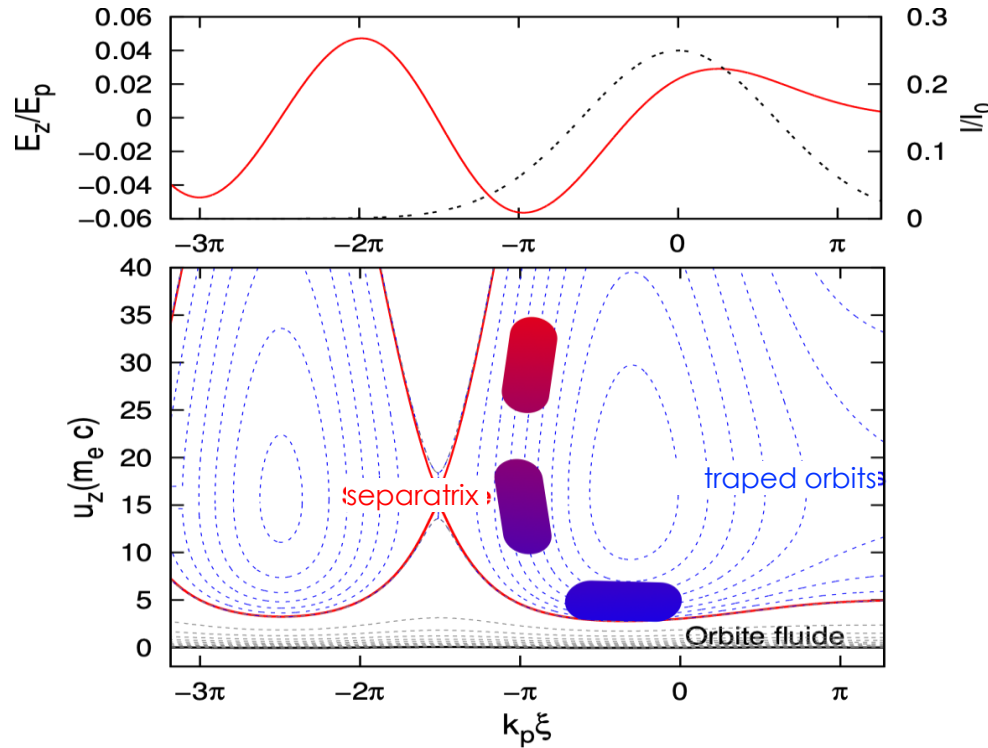 0.06
0.04
0.02
0
−0.02
−0.04
−0.06
E_z/E_p
0.3
0.2
0.1
0
I/I_0
−3π −2π −π 0 π
40
35
30
25
20
15
10
5
0
u_z(m_e c)
separatrix
traped orbits
Orbite fluide
−3π −2π −π 0 π
k_pξ